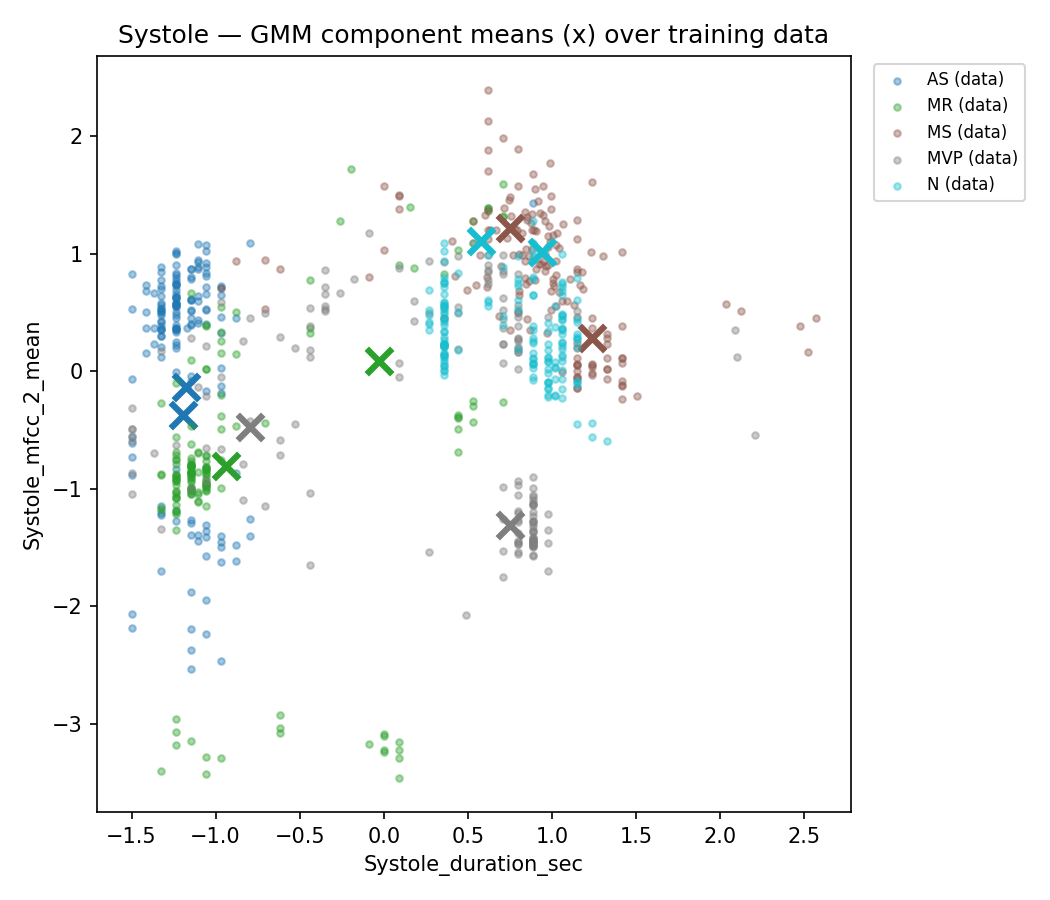 Systole — GMM component means (x) over training data
AS (data)
MR (data)
MS (data)
MVP (data)
N (data)
Systole_mfcc_2_mean
2
1
0
−1
−2
−3
−1.5 −1.0 −0.5 0.0 0.5 1.0 1.5 2.0 2.5
Systole_duration_sec